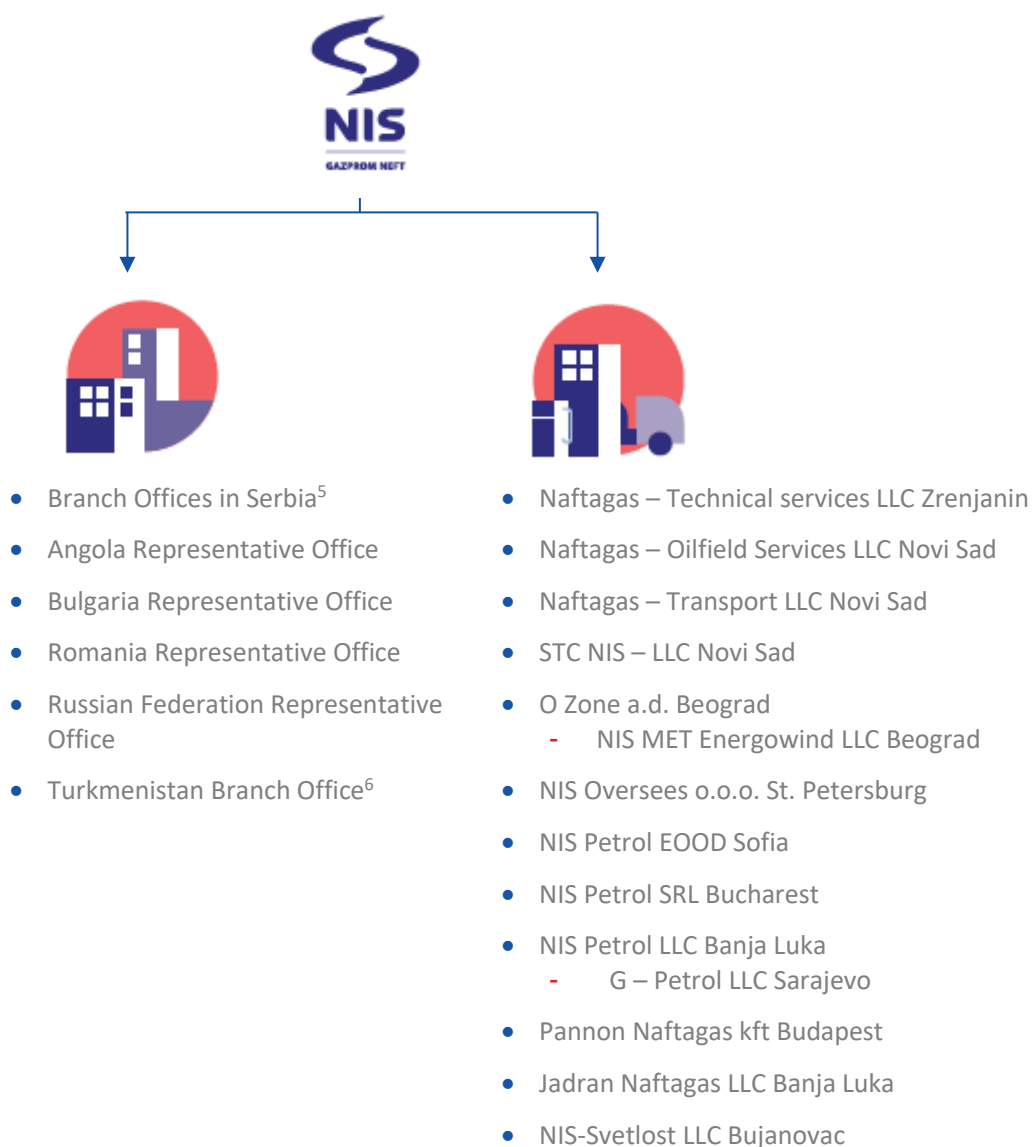 NIS
GAZPROM NEFT
Branch Offices in Serbia5
Angola Representative Office
Bulgaria Representative Office
Romania Representative Office
Russian Federation Representative
Office
Turkmenistan Branch Office6
Naftagas – Technical services LLC Zrenjanin
Naftagas – Oilfield Services LLC Novi Sad
Naftagas – Transport LLC Novi Sad
STC NIS – LLC Novi Sad
O Zone a.d. Beograd
- NIS MET Energowind LLC Beograd
NIS Oversees o.o.o. St. Petersburg
NIS Petrol EOOD Sofia
NIS Petrol SRL Bucharest
NIS Petrol LLC Banja Luka
- G – Petrol LLC Sarajevo
Pannon Naftagas kft Budapest
Jadran Naftagas LLC Banja Luka
NIS-Svetlost LLC Bujanovac